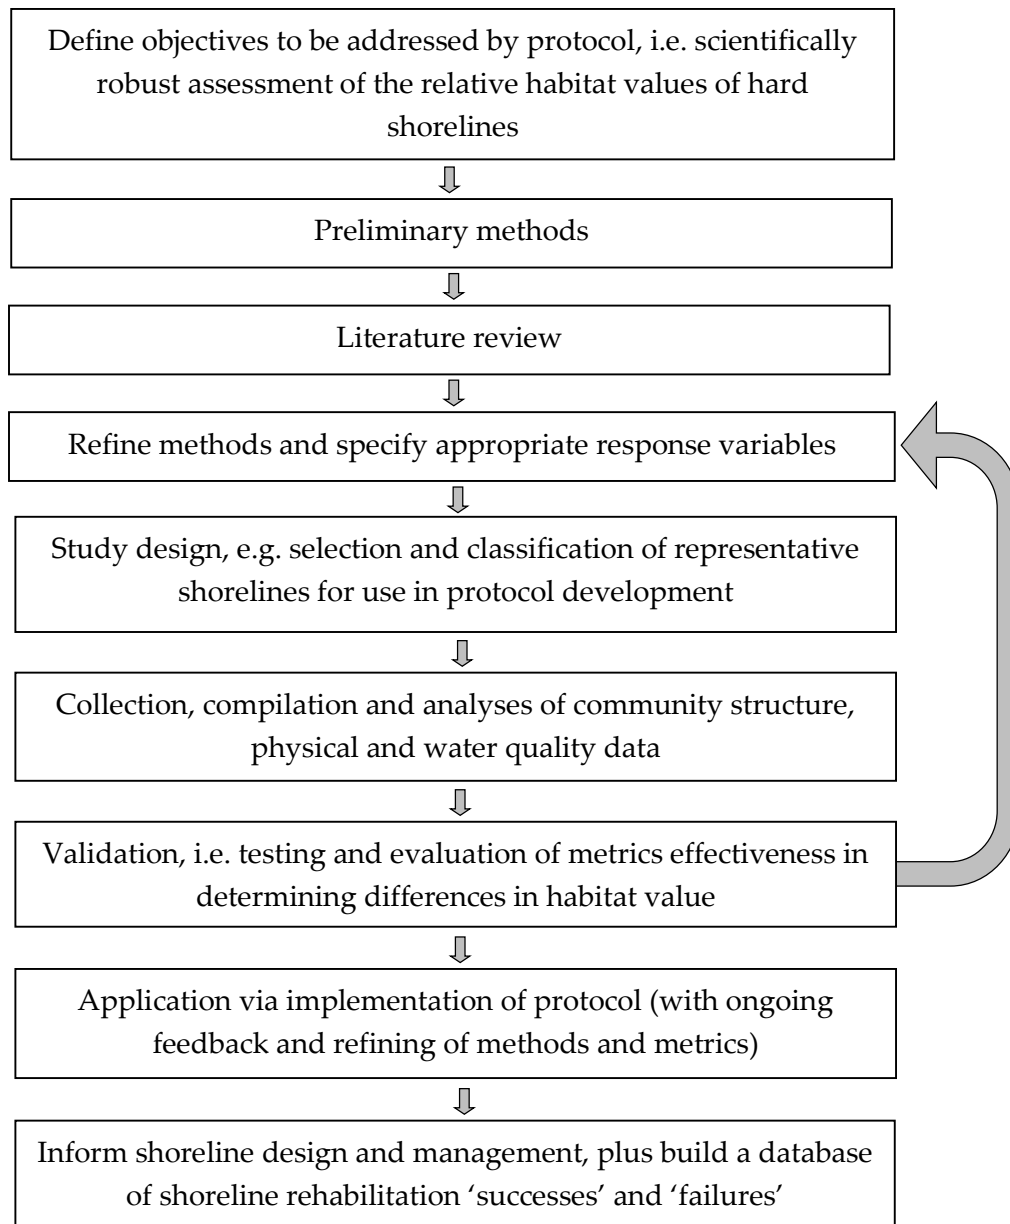 Define objectives to be addressed by protocol, i.e. scientifically
robust assessment of the relative habitat values of hard
shorelines
Preliminary methods
Literature review
Refine methods and specify appropriate response variables
Study design, e.g. selection and classification of representative
shorelines for use in protocol development
Collection, compilation and analyses of community structure,
physical and water quality data
Validation, i.e. testing and evaluation of metrics effectiveness in
determining differences in habitat value
Application via implementation of protocol (with ongoing
feedback and refining of methods and metrics)
Inform shoreline design and management, plus build a database
of shoreline rehabilitation ‘successes’ and ‘failures’